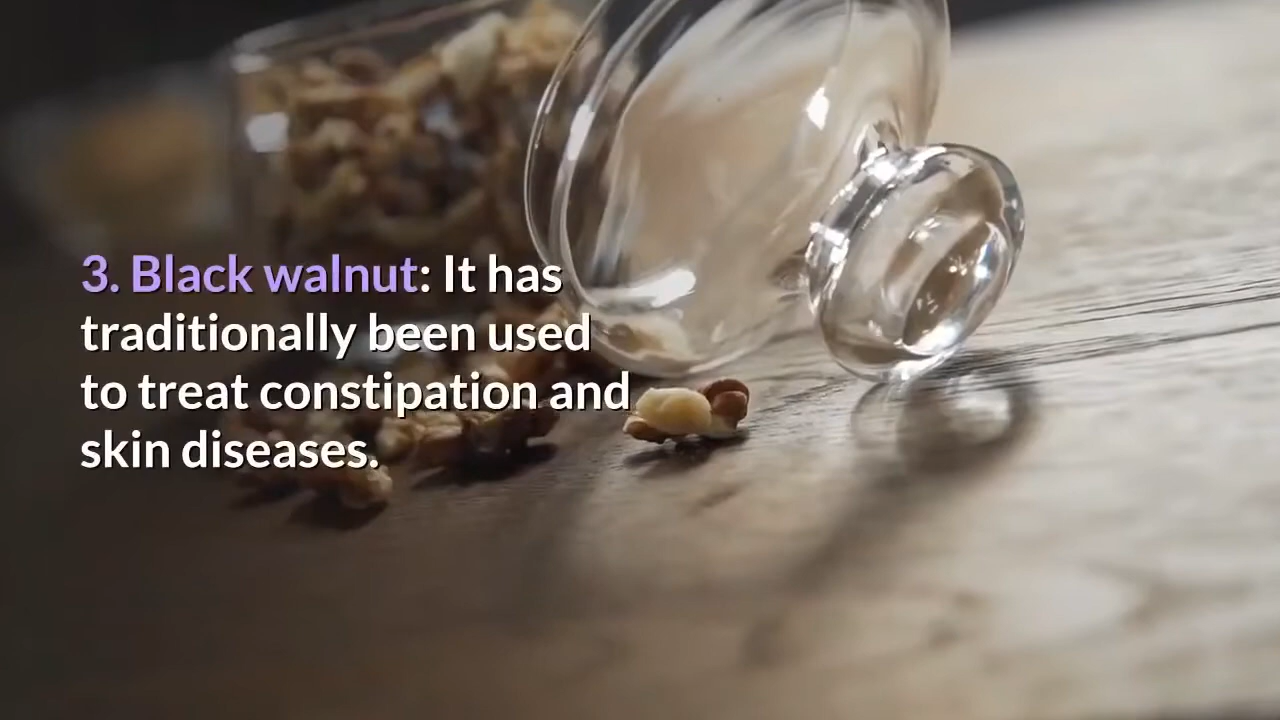 3. Black walnut: It has
traditionally been used
to treat constipation and
skin diseases.